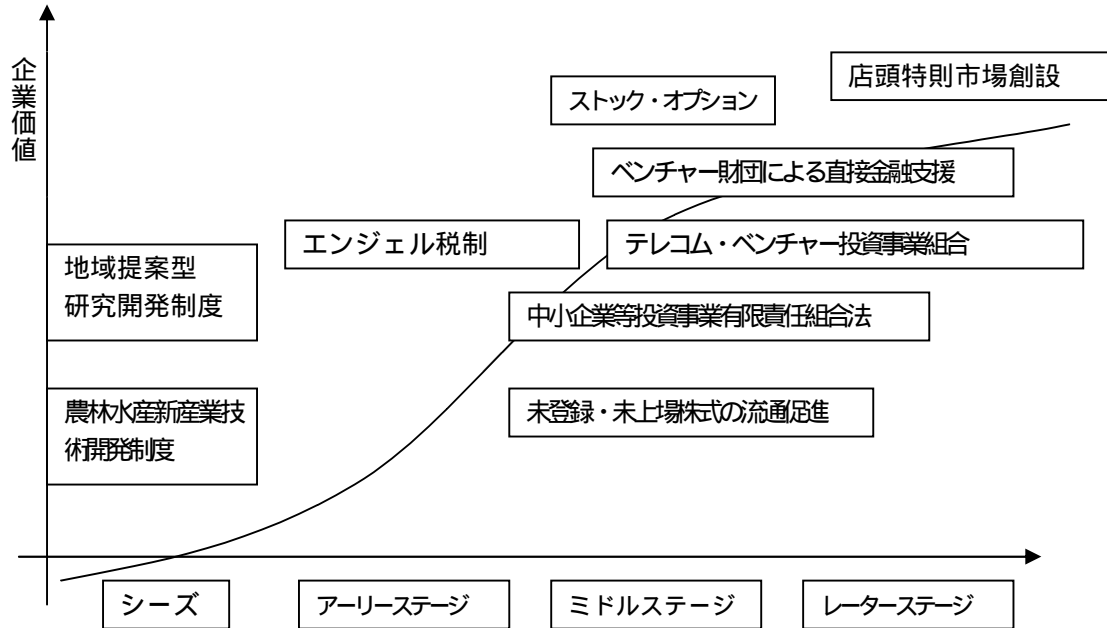 企業価値
店頭特則市場創設
ストック・オプション
ベンチャー財団による直接金融支援
エンジェル税制
テレコム・ベンチャー投資事業組合
地域提案型
研究開発制度
中小企業等投資事業有限責任組合法
農林水産新産業技
術開発制度
未登録・未上場株式の流通促進
シーズ
アーリーステージ
ミドルステージ
レーターステージ